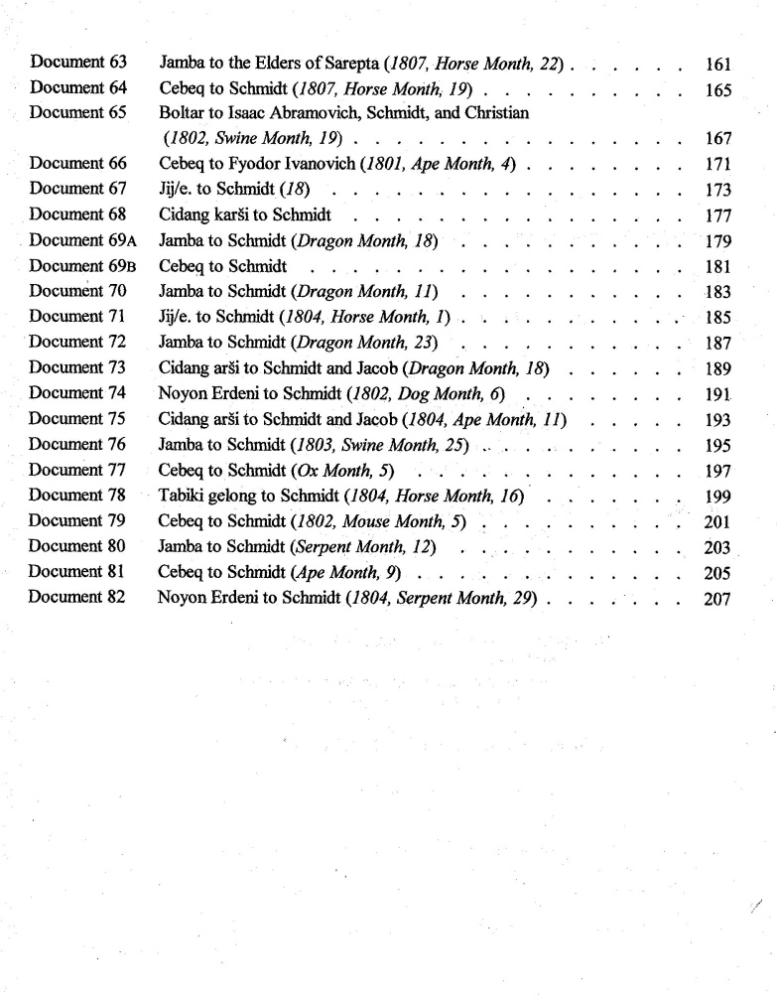 Document 63 Jamba to the Elders of Sarepta (1807, Horse Month, 22) . . . . . . 161
Document 64 Cebeq to Schmidt (1807, Horse Month, 19) . . . . . . . . . . 165
Document 65 Boltar to Isaac Abramovich, Schmidt, and Christian
(1802, Swine Month, 19) . . . . . . . . . . . . . . . . 167
Document 66 Cebeq to Fyodor Ivanovich (1801, Ape Month, 4) . . . . . . . . 171
Document 67 Jij/e. to Schmidt (18) . . . . . . . . . . . . . . . . . 173
Document 68 Cidang karši to Schmidt . . . . . . . . . . . . . . . . 177
Document 69A Jamba to Schmidt (Dragon Month, 18) . . . . . . . . . . . 179
Document 69B Cebeq to Schmidt . . . . . . . . . . . . . . . . . . 181
Document 70 Jamba to Schmidt (Dragon Month, 11) . . . . . . . . . . . 183
Document 71 Jij/e. to Schmidt (1804, Horse Month, 1) . . . . . . . . . . . 185
Document 72 Jamba to Schmidt (Dragon Month, 23) . . . . . . . . . . . 187
Document 73 Cidang arši to Schmidt and Jacob (Dragon Month, 18) . . . . . . 189
Document 74 Noyon Erdeni to Schmidt (1802, Dog Month, 6) . . . . . . . . 191
Document 75 Cidang arši to Schmidt and Jacob (1804, Ape Month, 11) . . . . . 193
Document 76 Jamba to Schmidt (1803, Swine Month, 25) . . . . . . . . . . 195
Document 77 Cebeq to Schmidt (Ox Month, 5) . . . . . . . . . . . . . 197
Document 78 Tabiki gelong to Schmidt (1804, Horse Month, 16) . . . . . . . 199
Document 79 Cebeq to Schmidt (1802, Mouse Month, 5) . . . . . . . . . . 201
Document 80 Jamba to Schmidt (Serpent Month, 12) . . . . . . . . . . . 203
Document 81 Cebeq to Schmidt (Ape Month, 9) . . . . . . . . . . . . . 205
Document 82 Noyon Erdeni to Schmidt (1804, Serpent Month, 29) . . . . . . . 207